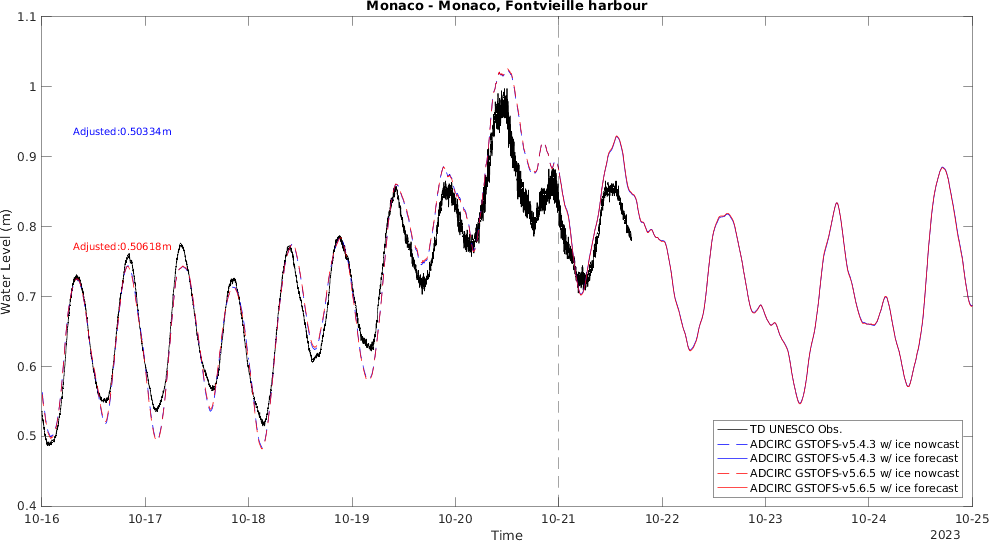 Monaco - Monaco, Fontvieille harbour
1.1
1
0.9
0.8
0.7
0.6
0.5
0.4
Water Level (m)
Adjusted:0.50334m
Adjusted:0.50618m
TD UNESCO Obs.
ADCIRC GSTOFS-v5.4.3 w/ ice nowcast
ADCIRC GSTOFS-v5.4.3 w/ ice forecast
ADCIRC GSTOFS-v5.6.5 w/ ice nowcast
ADCIRC GSTOFS-v5.6.5 w/ ice forecast
10-16 10-17 10-18 10-19 10-20 10-21 10-22 10-23 10-24 10-25
Time
2023